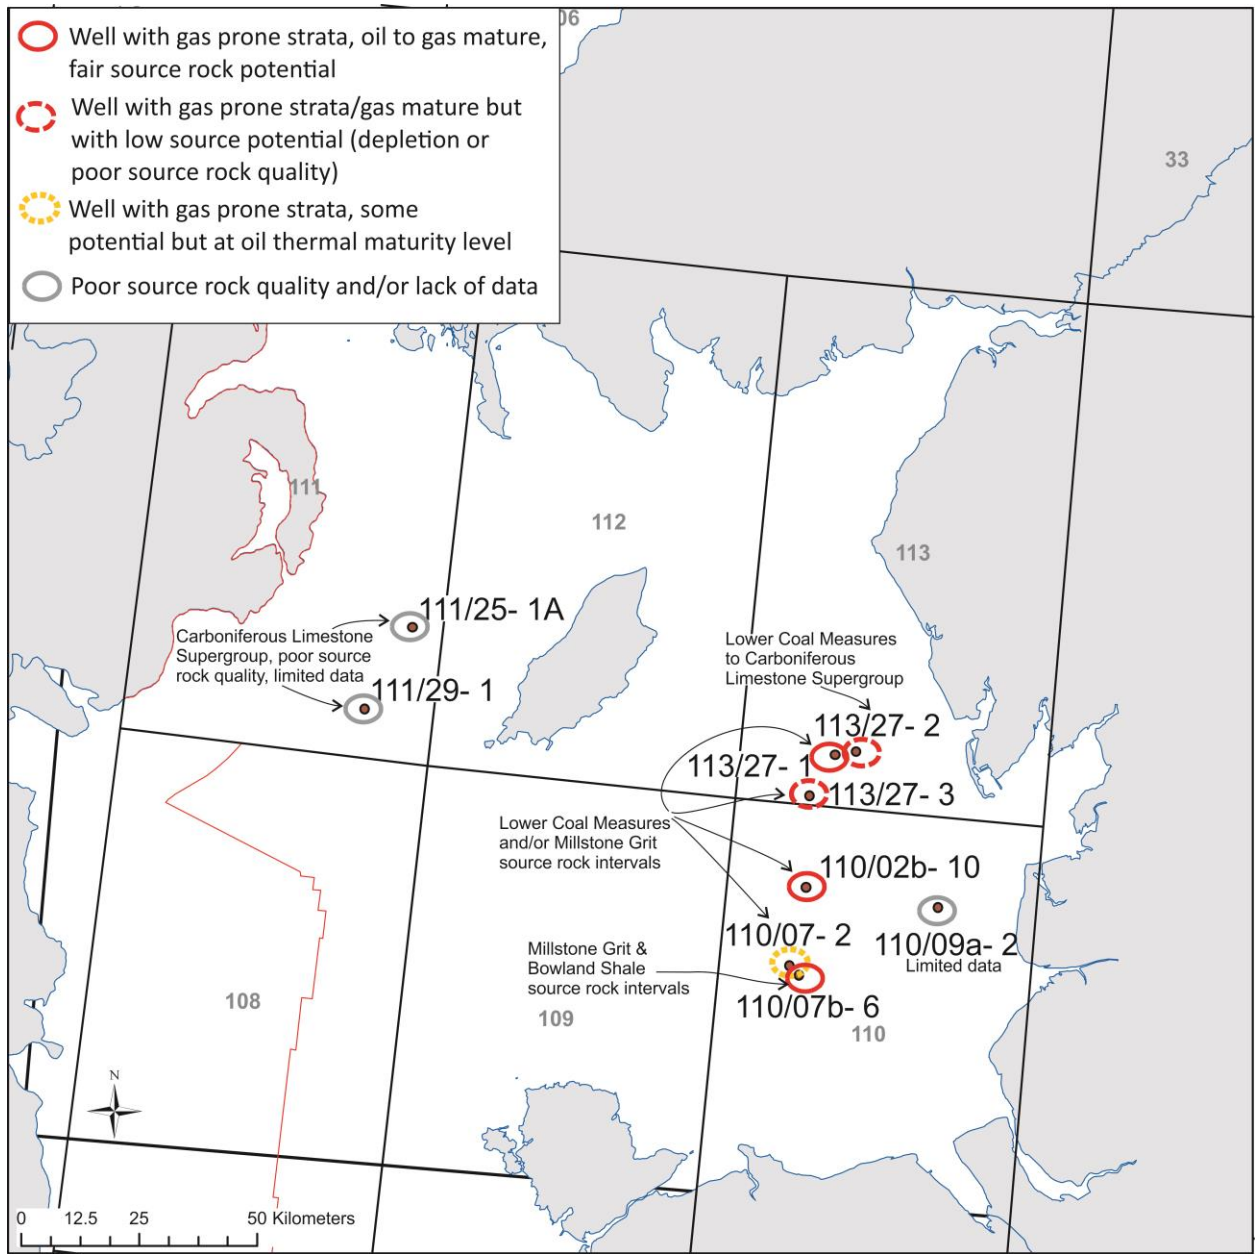 Well with gas prone strata, oil to gas mature,
fair source rock potential
Well with gas prone strata/gas mature but
with low source potential (depletion or
poor source rock quality)
Well with gas prone strata, some
potential but at oil thermal maturity level
Poor source rock quality and/or lack of data
33
111
112
113
111/25- 1A
Carboniferous Limestone
Supergroup, poor source
rock quality, limited data
111/29- 1
Lower Coal Measures
to Carboniferous
Limestone Supergroup
113/27- 2
113/27- 1
113/27- 3
Lower Coal Measures
and/or Millstone Grit
source rock intervals
110/02b- 10
110/07- 2
110/09a- 2
Limited data
Millstone Grit &
Bowland Shale
source rock intervals
110/07b- 6
108
109
110
N
0 12.5 25 50 Kilometers